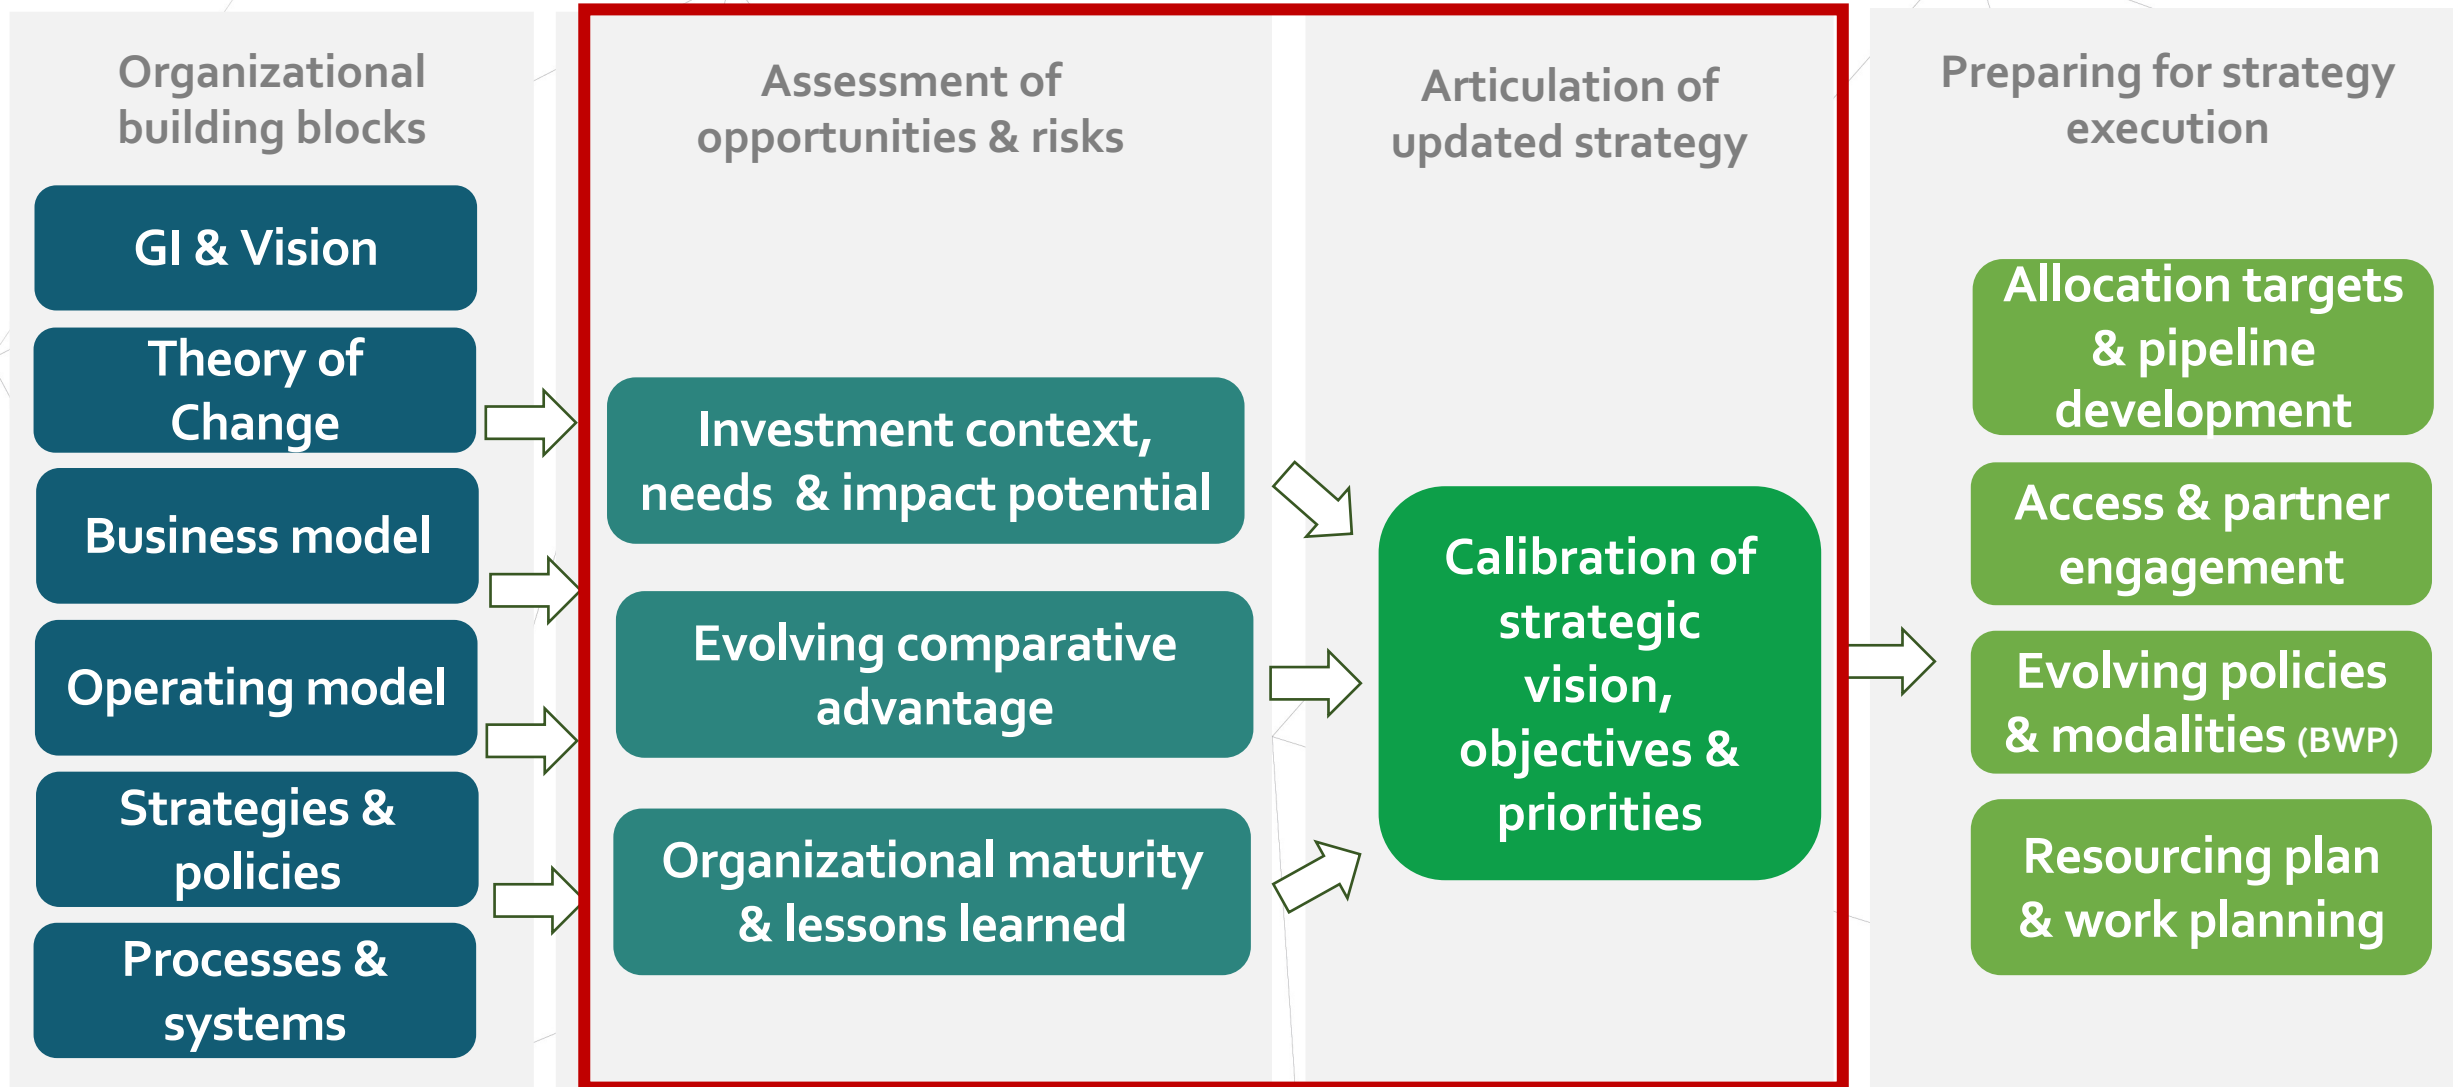 Organizational
building blocks
GI & Vision
Theory of
Change
Business model
Operating model
Strategies &
policies
Processes &
systems
Assessment of
opportunities & risks
Investment context,
needs & impact potential
Evolving comparative
advantage
Organizational maturity
& lessons learned
Articulation of
updated strategy
Calibration of
strategic
vision,
objectives &
priorities
Preparing for strategy
execution
Allocation targets
& pipeline
development
Access & partner
engagement
Evolving policies
& modalities (BWP)
Resourcing plan
& work planning